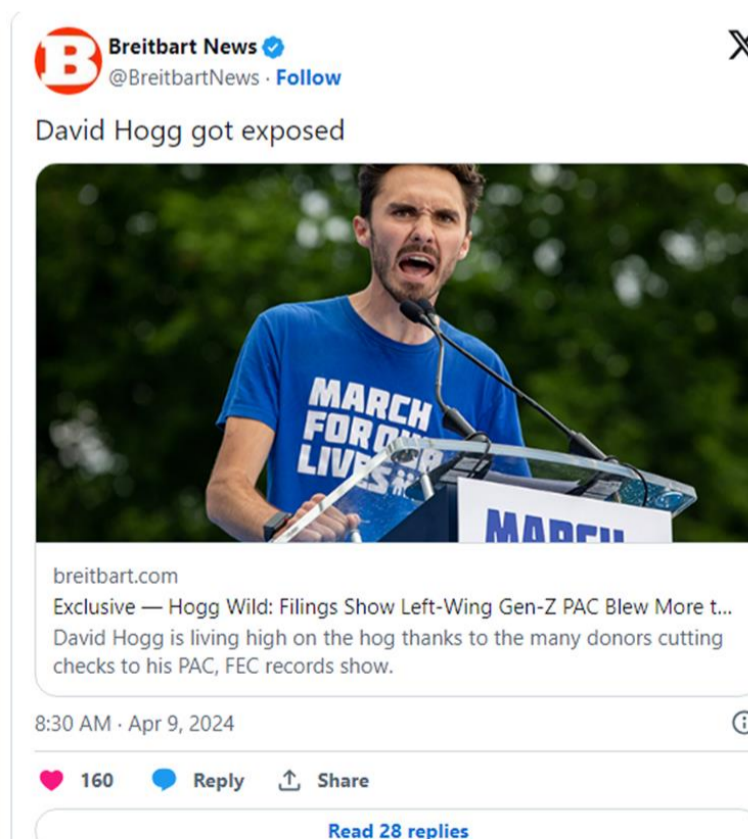 B
Breitbart News
@BreitbartNews · Follow
David Hogg got exposed
MARCH
FOR OUR
LIVES
MARCH
breitbart.com
Exclusive — Hogg Wild: Filings Show Left-Wing Gen-Z PAC Blew More t...
David Hogg is living high on the hog thanks to the many donors cutting
checks to his PAC, FEC records show.
8:30 AM · Apr 9, 2024
160 Reply Share
Read 28 replies